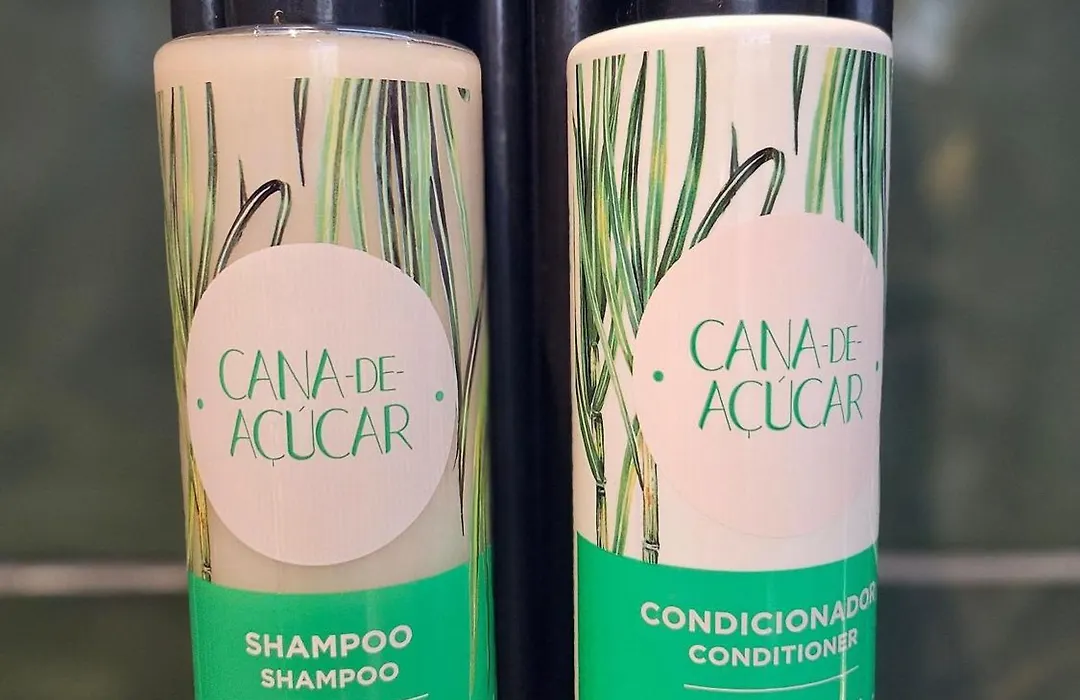 CANA-DE-
AÇÚCAR
SHAMPOO
SHAMPOO
CANA-DE-
AÇÚCAR
CONDICIONADOR
CONDITIONER